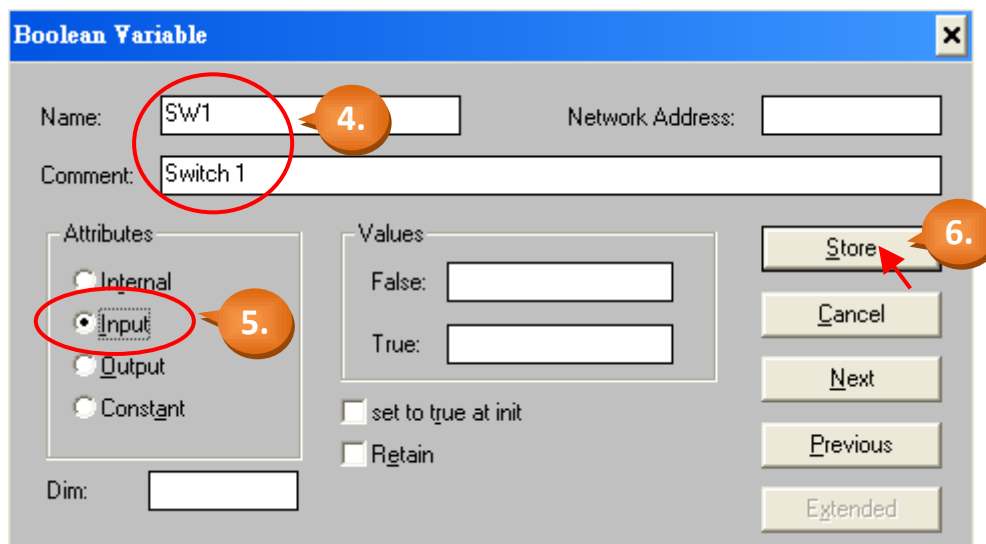 Boolean Variable
Name: SW1 4. Network Address:
Comment: Switch 1
Attributes Values Store 6.
Internal False:
Input 5. Cancel
True:
Output Next
Constant set to true at init
Retain Previous
Dim: Extended